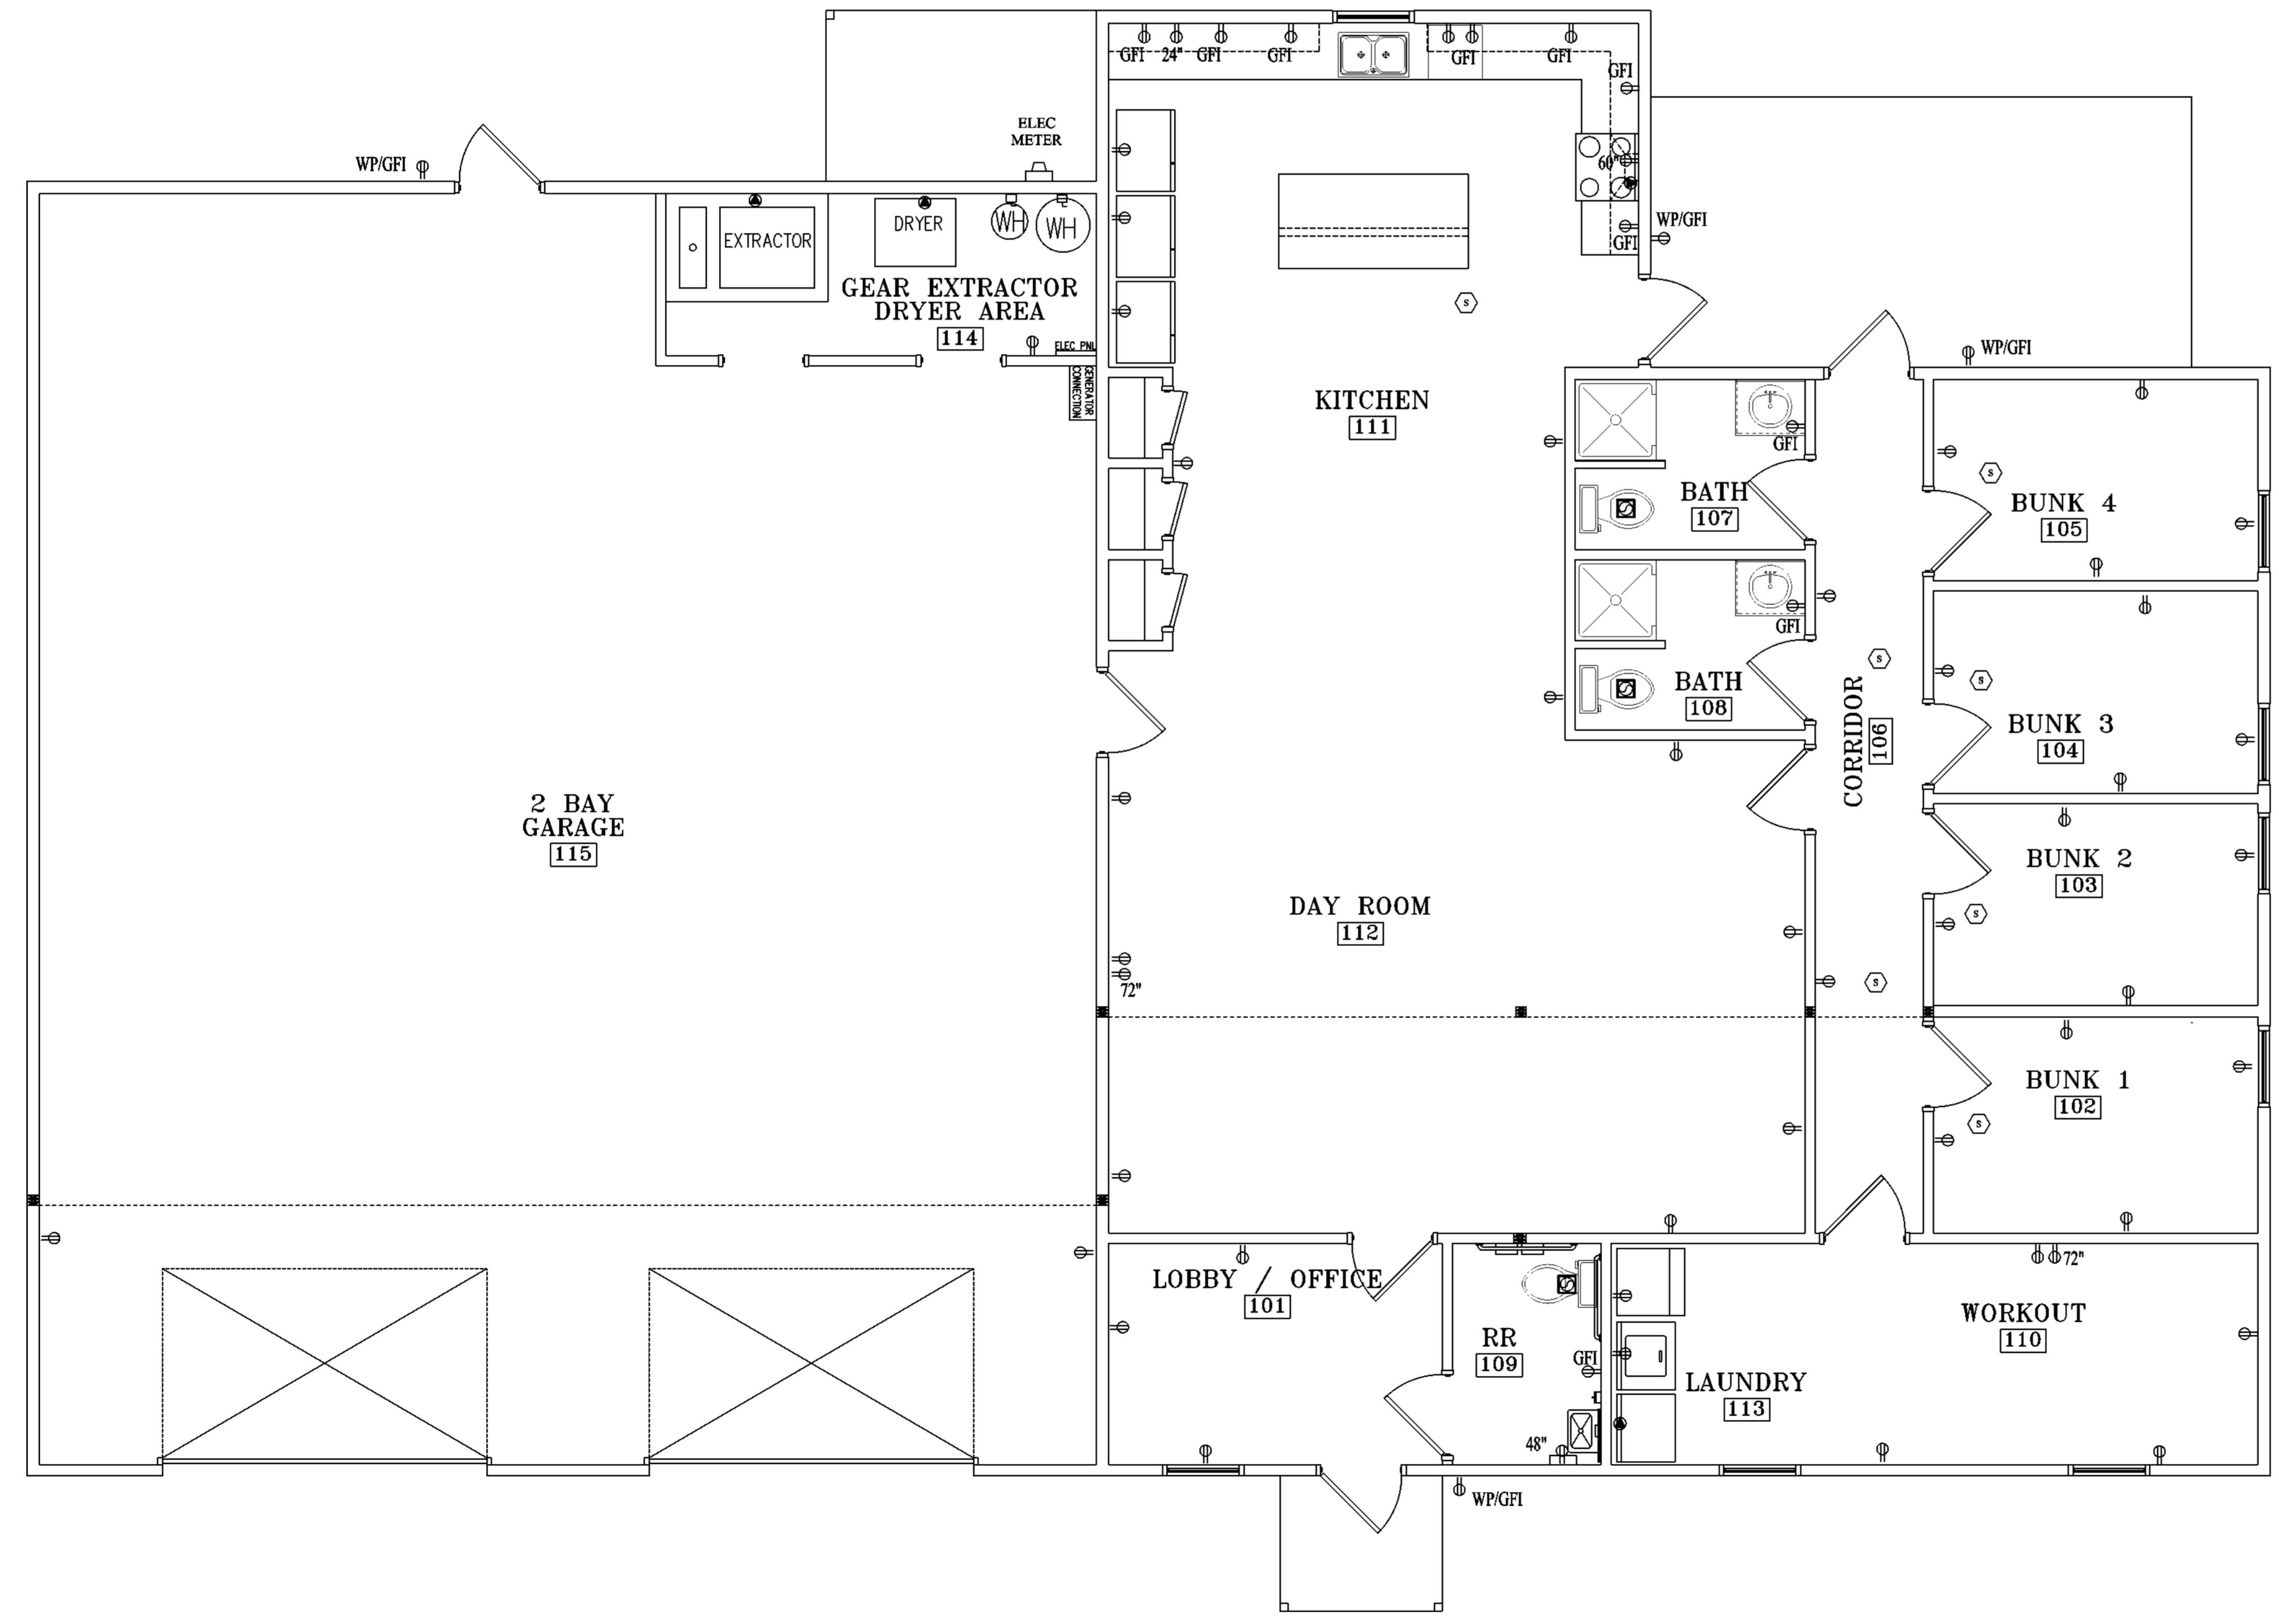 GFI 24" GFI GFI GFI GFI
GFI
ELEC
METER
WP/GFI
60"
WP/GFI
GFI
EXTRACTOR
DRYER
WH
WH
GEAR EXTRACTOR
DRYER AREA
114
ELEC PNL
GENERATOR
CONNECTION
S
WP/GFI
KITCHEN
111
GFI
BATH
107
S
BUNK 4
105
GFI
BATH
108
S
CORRIDOR
106
S
BUNK 3
104
2 BAY
GARAGE
115
BUNK 2
103
S
DAY ROOM
112
72"
S
BUNK 1
102
S
LOBBY / OFFICE
101
72"
RR
109
GFI
WORKOUT
110
LAUNDRY
113
48"
WP/GFI